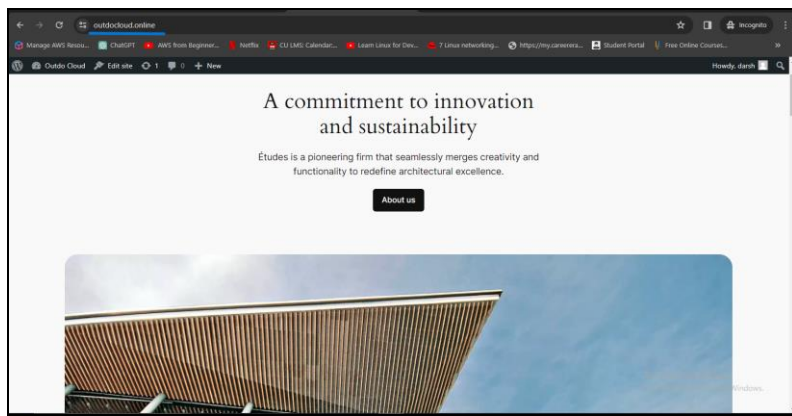 outdocloud.online
Incognito
Manage AWS Resou... ChatGPT AWS from Beginner... Netflix CU LMS: Calendar:... Learn Linux for Dev... 7 Linux networking... https://my.careerera... Student Portal Free Online Courses... »
Outdo Cloud Edit site 1 0 + New Howdy, darsh
A commitment to innovation
and sustainability
Études is a pioneering firm that seamlessly merges creativity and
functionality to redefine architectural excellence.
About us
Windows.